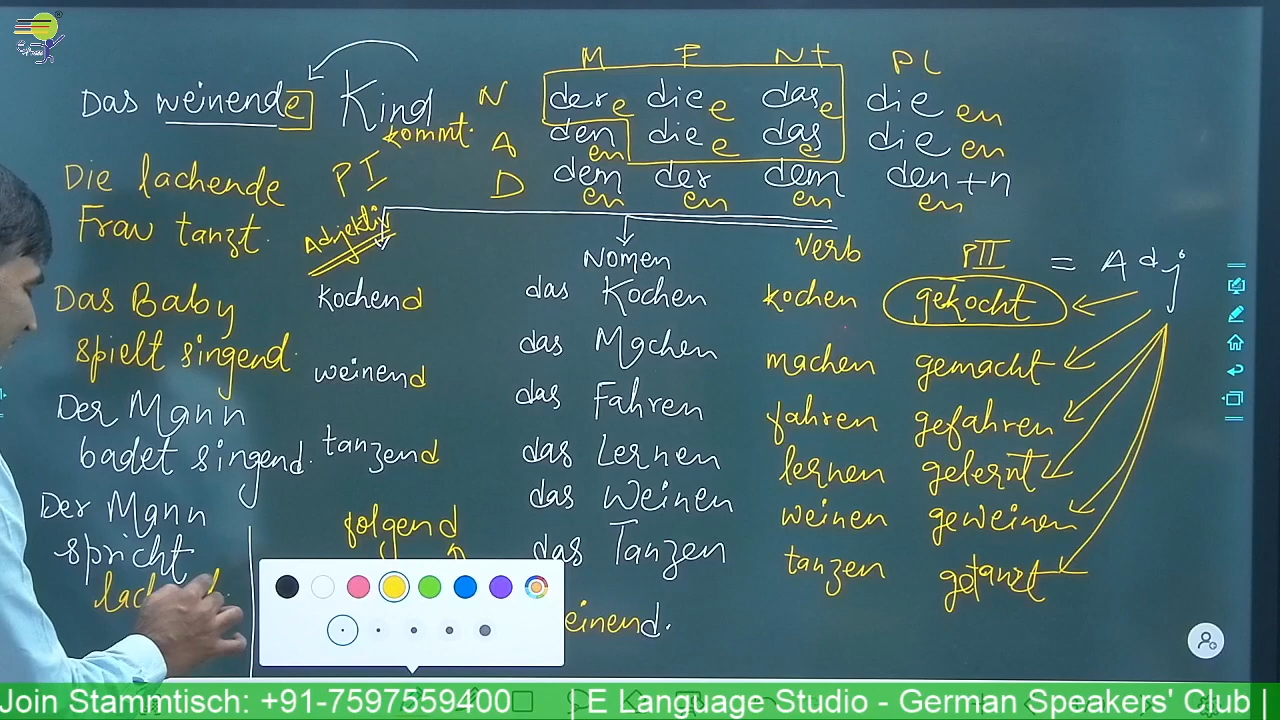 Das weinende Kind
kommt.
Die lachende
Frau tanzt.
Das Baby
spielt singend.
Der Mann
badet singend.
Der Mann
spricht
M F Nt PL
N der e die e das e die en
A den en die e das e die en
D dem en der en dem en den + n en
PI
Adjektiv
kochend
weinend
tanzend
folgend
einend.
Nomen
das Kochen
das Machen
das Fahren
das Lernen
das Weinen
das Tanzen
Verb
kochen
machen
fahren
lernen
weinen
tanzen
PII = Adj
gekocht
gemacht
gefahren
gelernt
geweinen
getanzt
Join Stammtisch: +91-7597559400 | E Language Studio - German Speakers' Club |